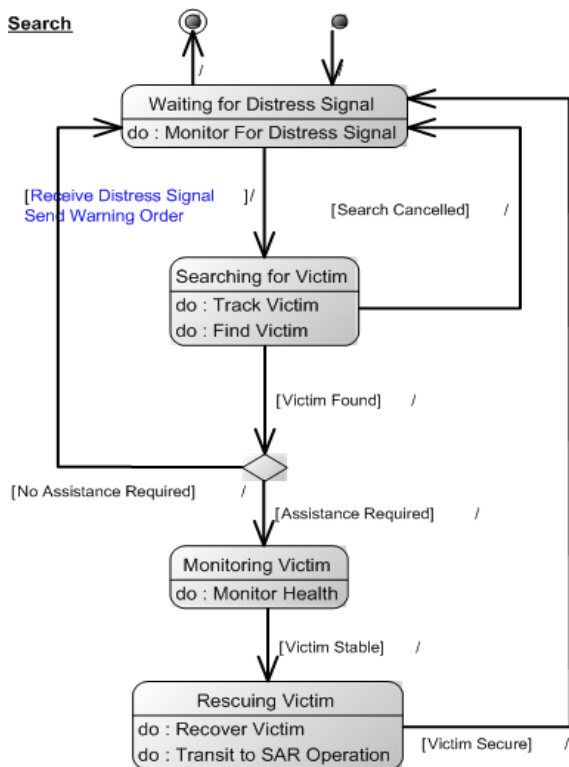 Search
/ /
Waiting for Distress Signal
do : Monitor For Distress Signal
[Receive Distress Signal ]/
Send Warning Order
[Search Cancelled] /
Searching for Victim
do : Track Victim
do : Find Victim
[Victim Found] /
[No Assistance Required] /
[Assistance Required] /
Monitoring Victim
do : Monitor Health
[Victim Stable] /
Rescuing Victim
do : Recover Victim
do : Transit to SAR Operation
[Victim Secure] /